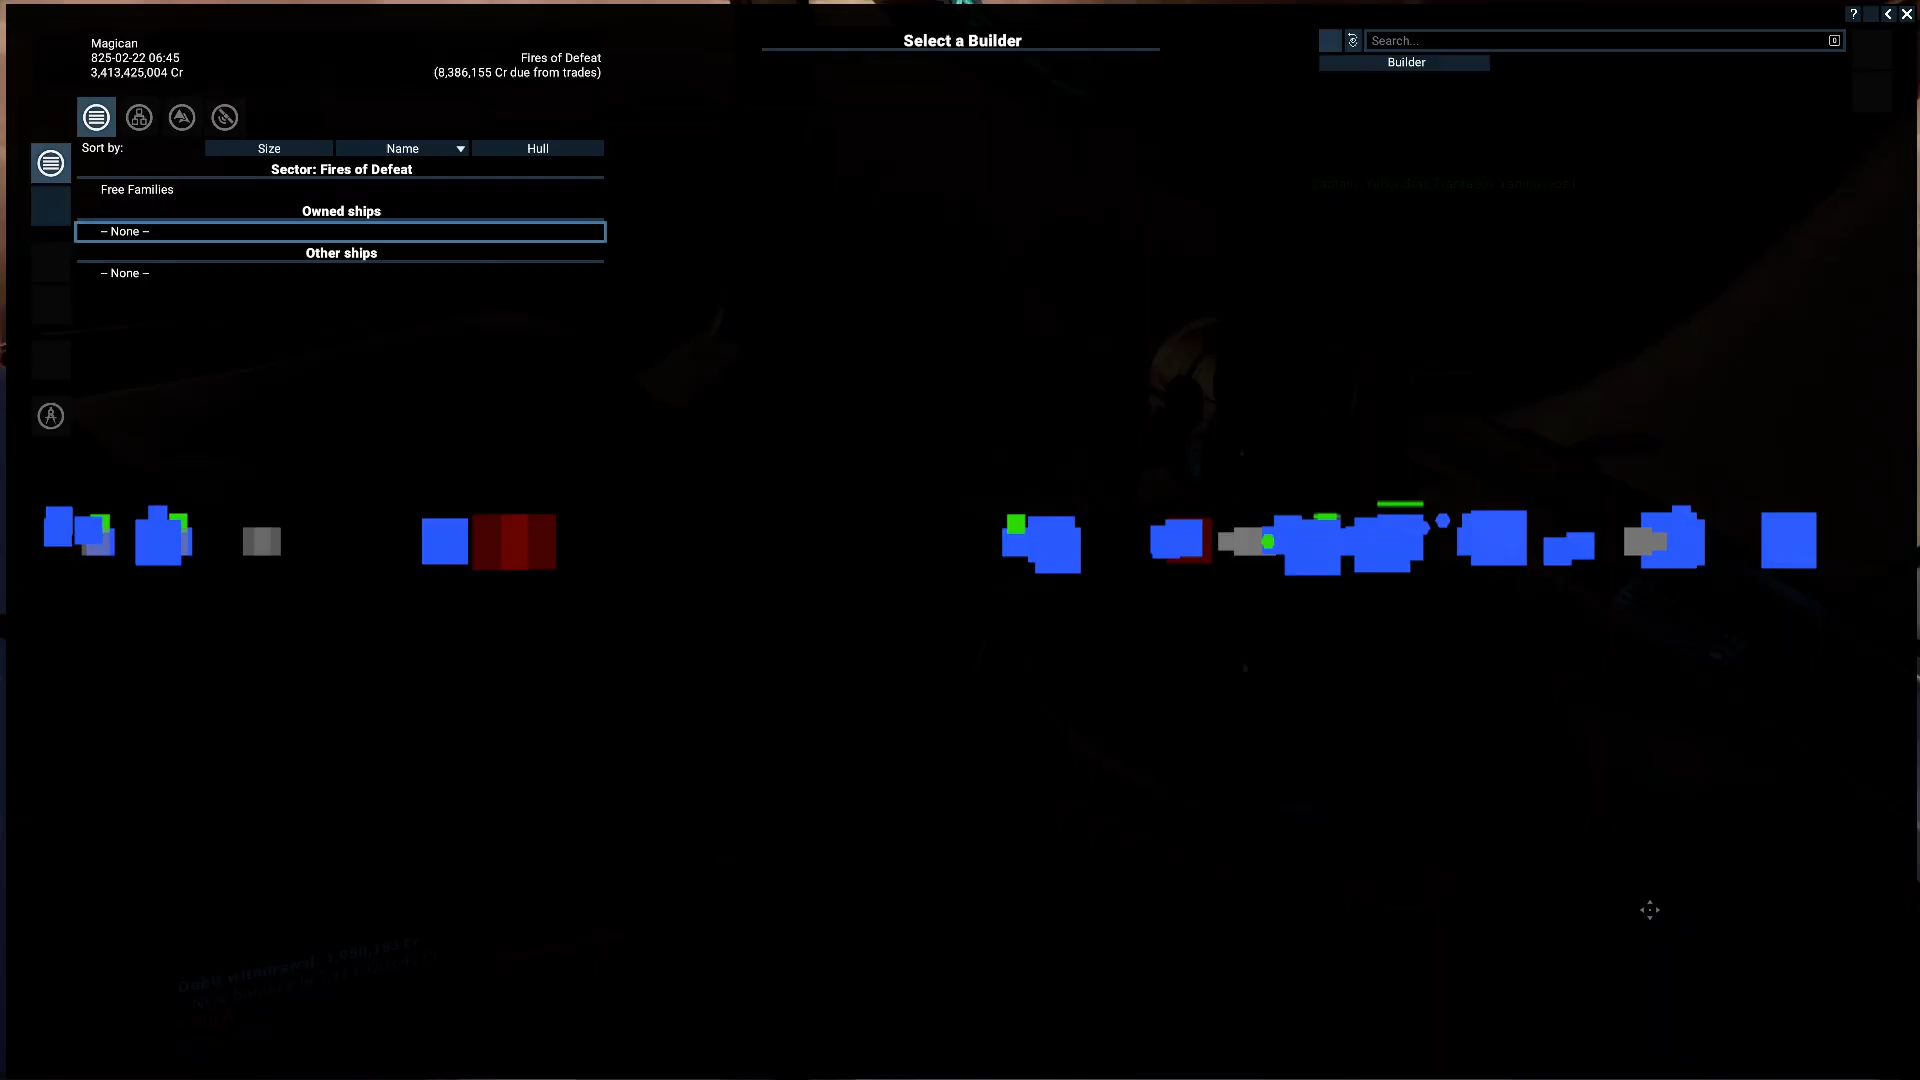 Magican
825-02-22 06:45
3,413,425,004 Cr
Fires of Defeat
(8,386,155 Cr due from trades)
Select a Builder
?
Search...
Builder
Sort by:
Size
Name
Hull
Sector: Fires of Defeat
Free Families
Owned ships
– None –
Other ships
– None –